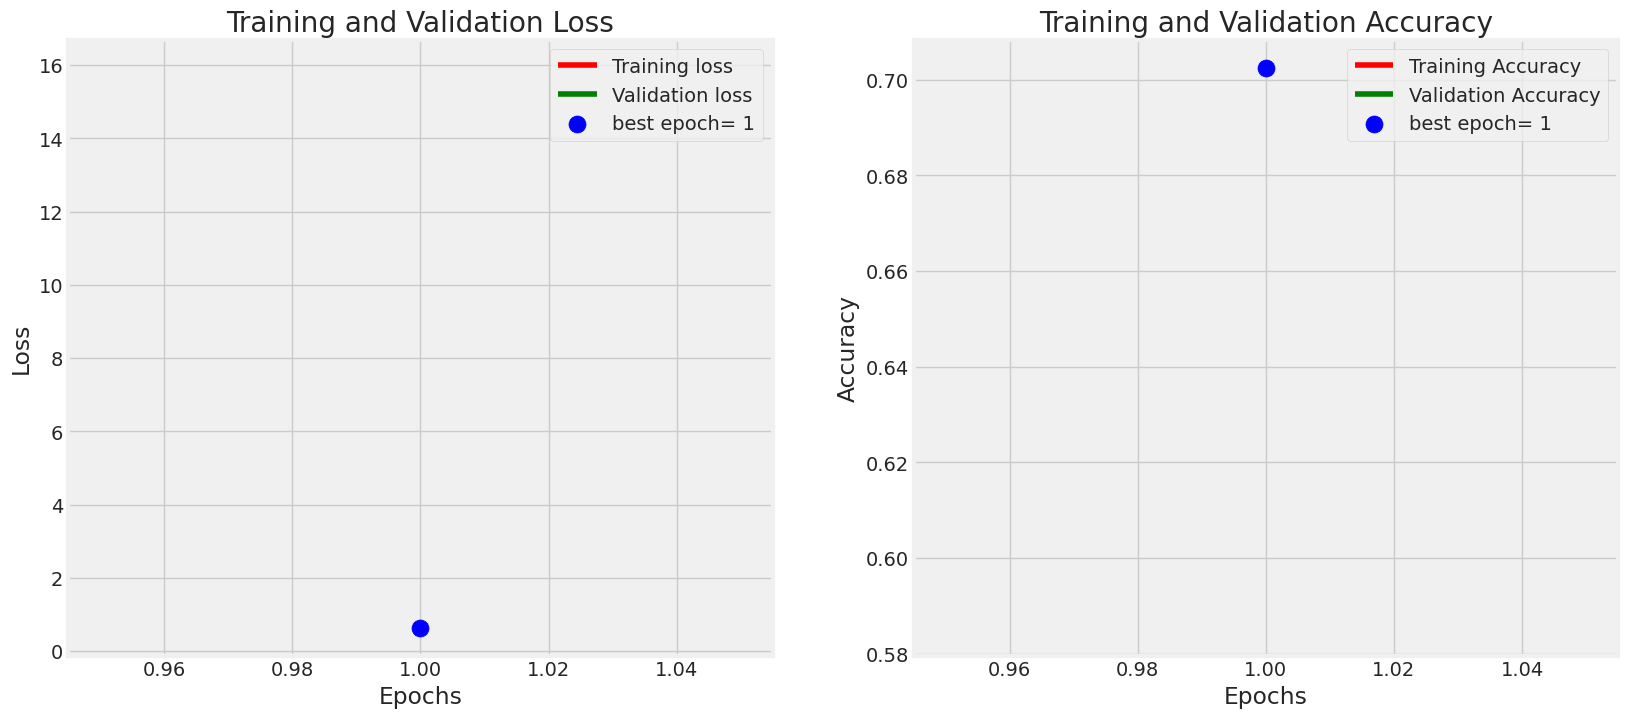 Training and Validation Loss
Training loss
Validation loss
best epoch= 1
16
14
12
10
8
6
4
2
0
Loss
0.96 0.98 1.00 1.02 1.04
Epochs
Training and Validation Accuracy
Training Accuracy
Validation Accuracy
best epoch= 1
0.70
0.68
0.66
0.64
0.62
0.60
0.58
Accuracy
0.96 0.98 1.00 1.02 1.04
Epochs